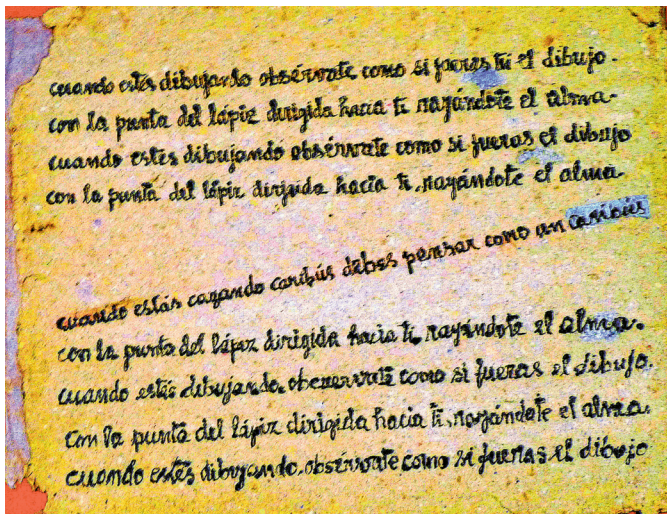 cuando estés dibujando obsérvate como si fueras tú el dibujo.
con la punta del lápiz dirigida hacia ti rayándote el alma.
cuando estés dibujando obsérvate como si fueras el dibujo
con la punta del lápiz dirigida hacia ti, rayándote el alma.
cuando estás cazando caribús debes pensar como un caribús
con la punta del lápiz dirigida hacia ti, rayándote el alma.
cuando estés dibujando, obsérvate como si fueras el dibujo.
con la punta del lápiz dirigida hacia ti, rayándote el alma.
cuando estés dibujando, obsérvate como si fueras el dibujo